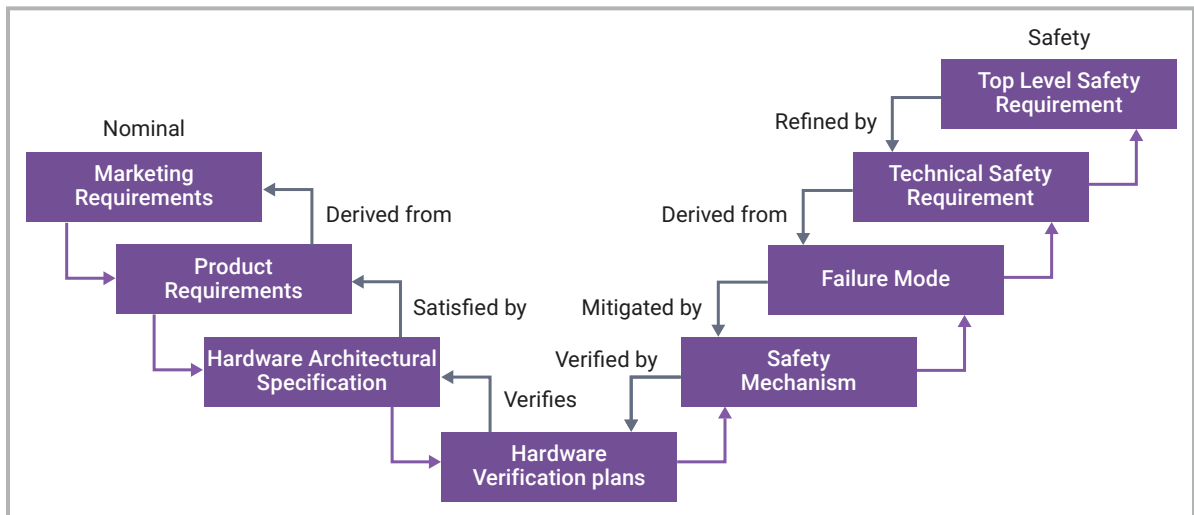 Safety
Top Level Safety
Requirement
Refined by
Nominal
Marketing
Requirements
Technical Safety
Requirement
Derived from
Derived from
Product
Requirements
Failure Mode
Satisfied by
Mitigated by
Hardware Architectural
Specification
Verified by
Safety
Mechanism
Verifies
Hardware
Verification plans